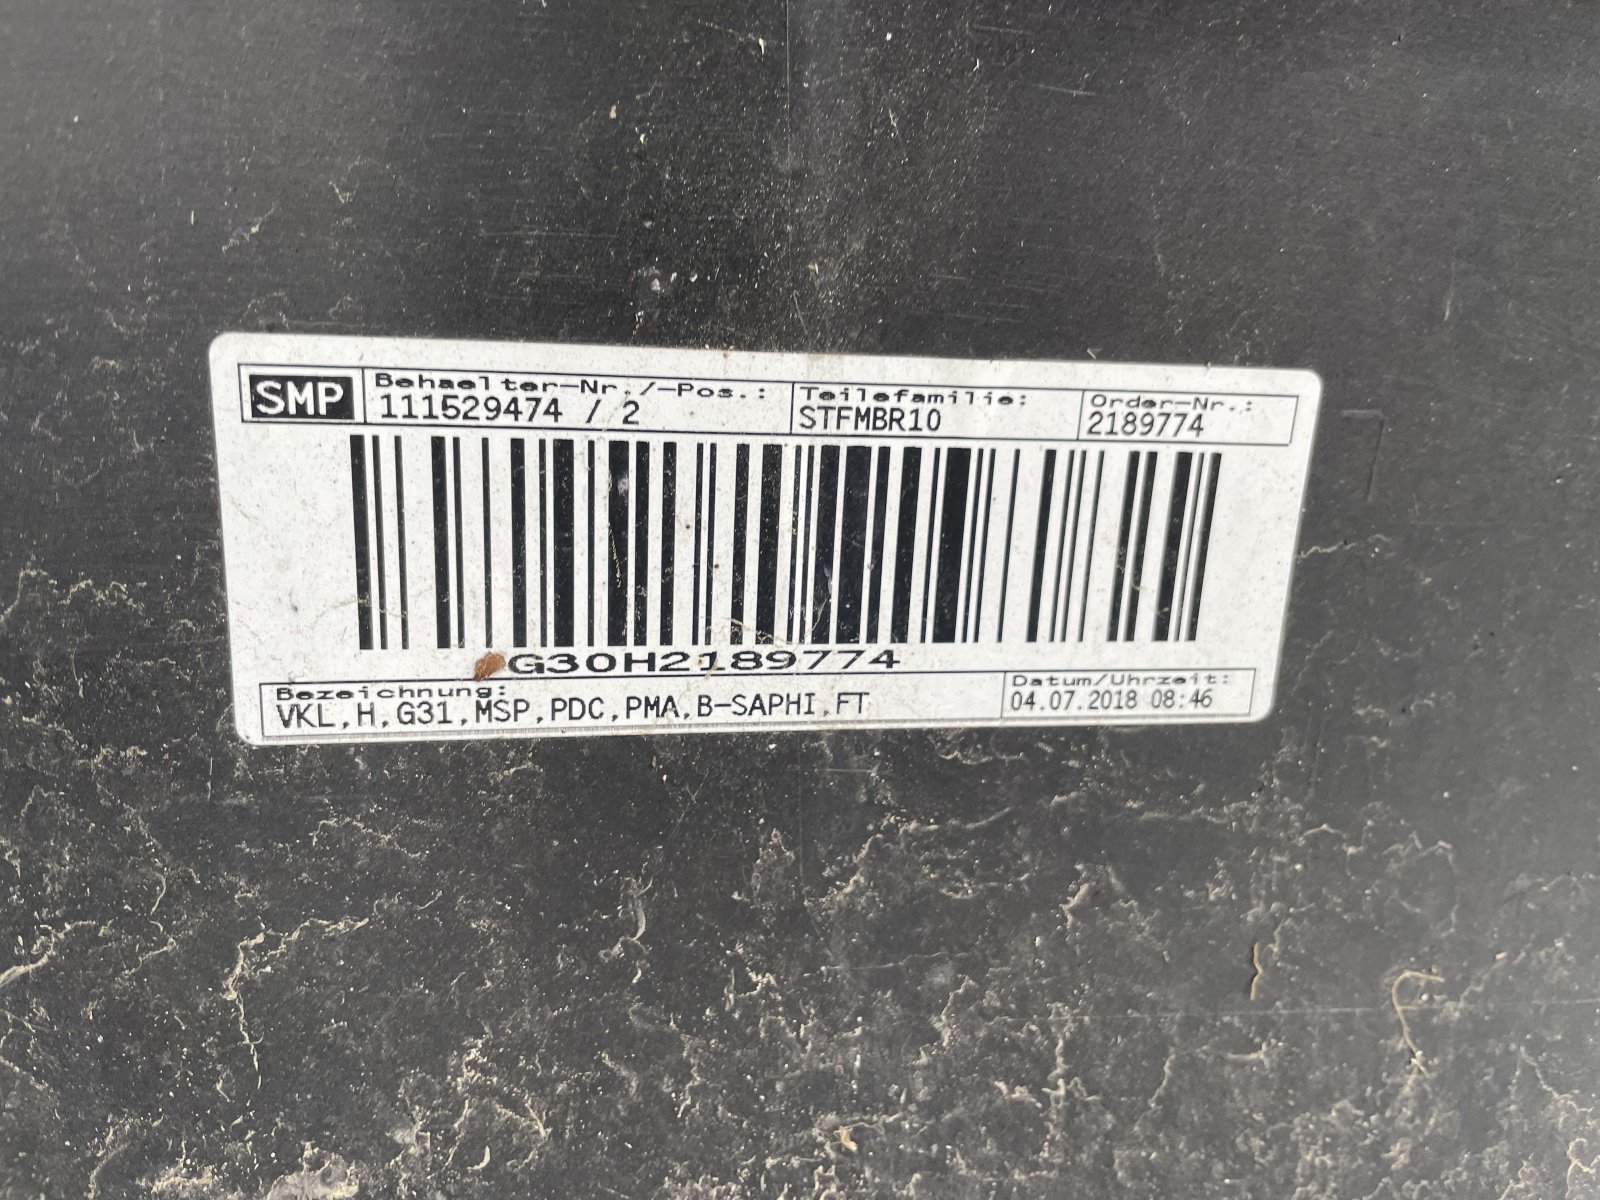 SMP
Behaelter-Nr./-Pos.: Teilefamilie: Order-Nr.:
111529474 / 2 STFMBR10 2189774
G30H2189774
Bezeichnung: Datum/Uhrzeit:
VKL,H,G31,MSP,PDC,PMA,B-SAPHI,FT 04.07.2018 08:46